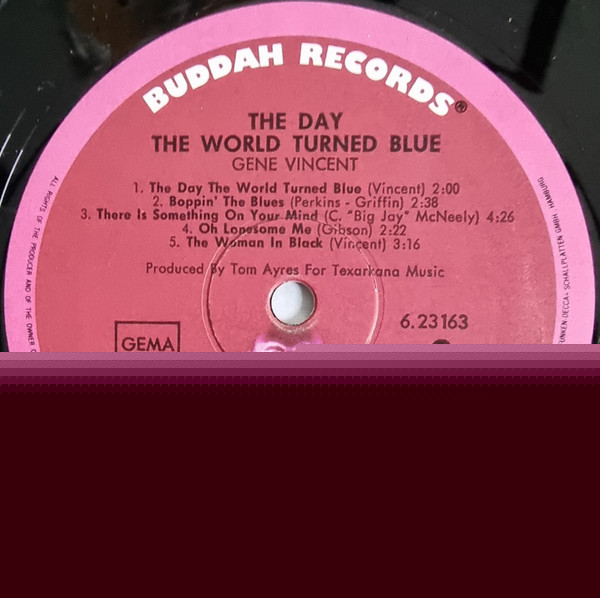 BUDDAH RECORDS®
THE DAY
THE WORLD TURNED BLUE
GENE VINCENT
1. The Day The World Turned Blue (Vincent) 2:00
2. Boppin' The Blues (Perkins - Griffin) 2:38
3. There Is Something On Your Mind (C. "Big Jay" McNeely) 4:26
4. Oh Lonesome Me (Gibson) 2:22
5. The Woman In Black (Vincent) 3:16
Produced By Tom Ayres For Texarkana Music
6.23163
GEMA
ALL RIGHTS OF THE PRODUCER AND OF THE OWNER
FUNKEN-DECCA-SCHALLPLATTEN GMBH, HAMBURG